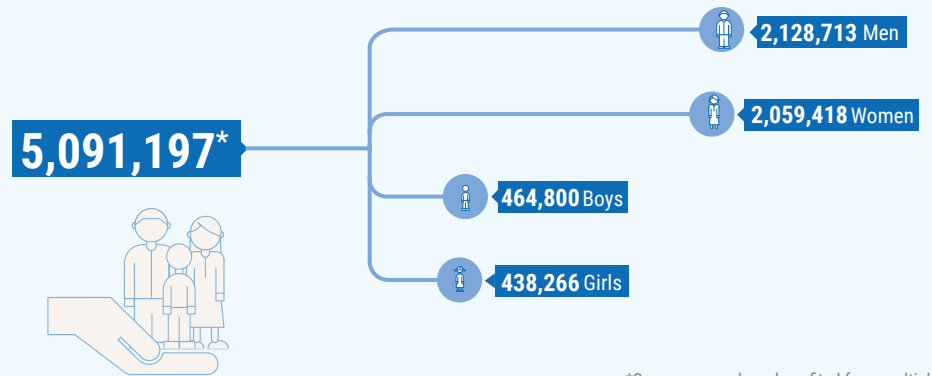 5,091,197*
2,128,713 Men
2,059,418 Women
464,800 Boys
438,266 Girls